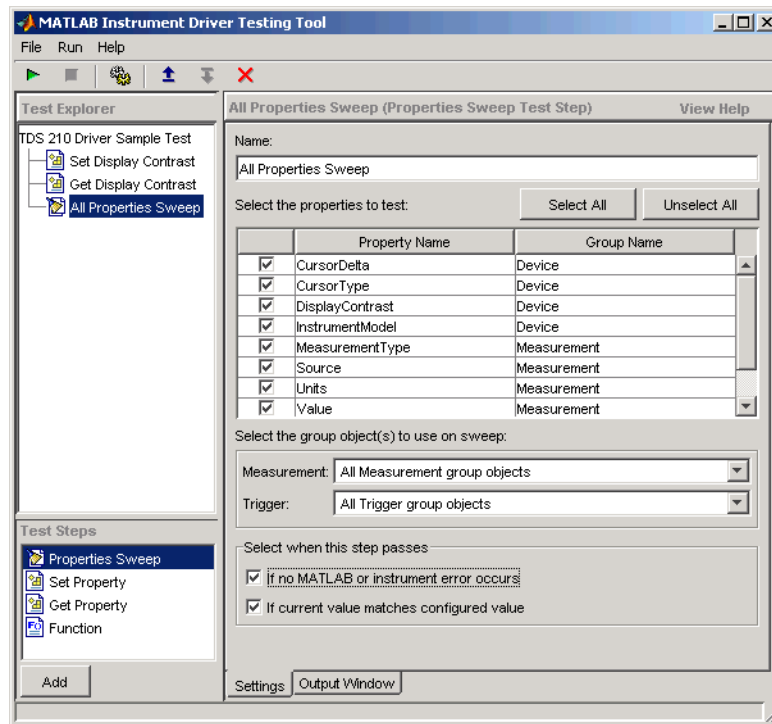 MATLAB Instrument Driver Testing Tool
File Run Help
Test Explorer
TDS 210 Driver Sample Test
Set Display Contrast
Get Display Contrast
All Properties Sweep
Test Steps
Properties Sweep
Set Property
Get Property
Function
Add
All Properties Sweep (Properties Sweep Test Step) View Help
Name:
All Properties Sweep
Select the properties to test: Select All Unselect All
Property Name Group Name
CursorDelta Device
CursorType Device
DisplayContrast Device
InstrumentModel Device
MeasurementType Measurement
Source Measurement
Units Measurement
Value Measurement
Select the group object(s) to use on sweep:
Measurement: All Measurement group objects
Trigger: All Trigger group objects
Select when this step passes
If no MATLAB or instrument error occurs
If current value matches configured value
Settings Output Window